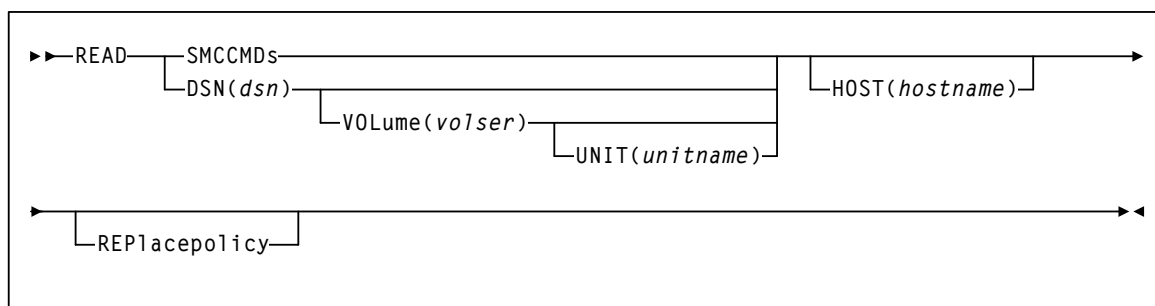 READ SMCCMDs
DSN(dsn) HOST(hostname)
VOLume(volser)
UNIT(unitname)
REPlacepolicy